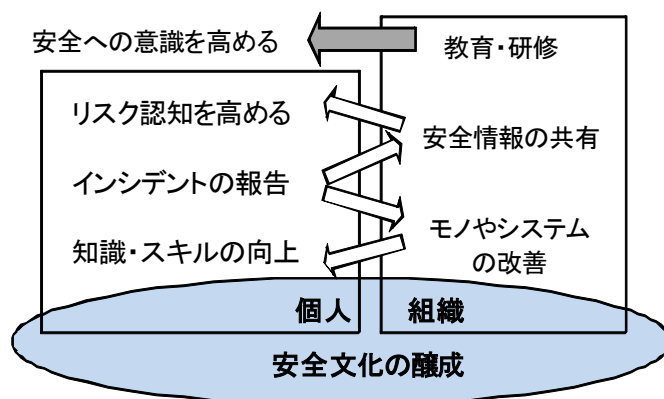 安全への意識を高める
教育・研修
リスク認知を高める
安全情報の共有
インシデントの報告
知識・スキルの向上
モノやシステム
の改善
個人
組織
安全文化の醸成